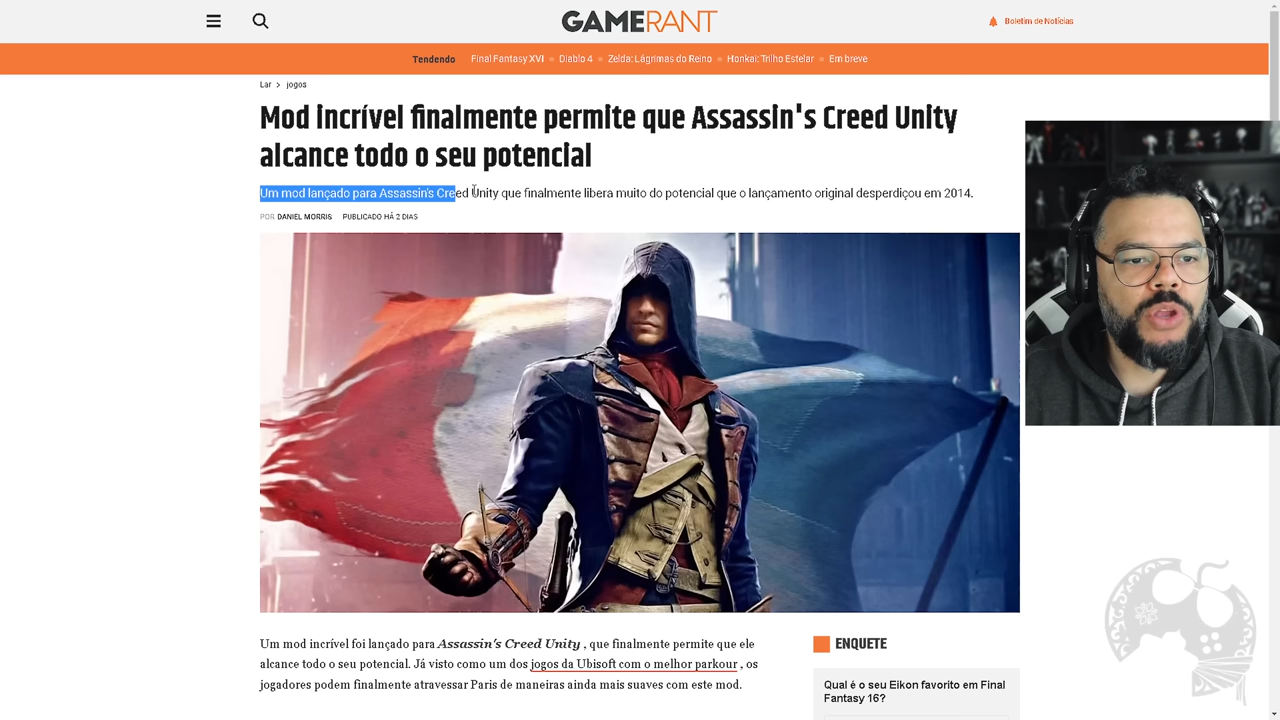 GAMERANT
Boletim de Notícias
Tendendo Final Fantasy XVI Diablo 4 Zelda: Lágrimas do Reino Honkai: Trilho Estelar Em breve
Lar > jogos
Mod incrível finalmente permite que Assassin's Creed Unity
alcance todo o seu potencial
Um mod lançado para Assassin's Creed Unity que finalmente libera muito do potencial que o lançamento original desperdiçou em 2014.
POR DANIEL MORRIS PUBLICADO HÁ 2 DIAS
Um mod incrível foi lançado para Assassin's Creed Unity , que finalmente permite que ele
alcance todo o seu potencial. Já visto como um dos jogos da Ubisoft com o melhor parkour , os
jogadores podem finalmente atravessar Paris de maneiras ainda mais suaves com este mod.
ENQUETE
Qual é o seu Eikon favorito em Final
Fantasy 16?